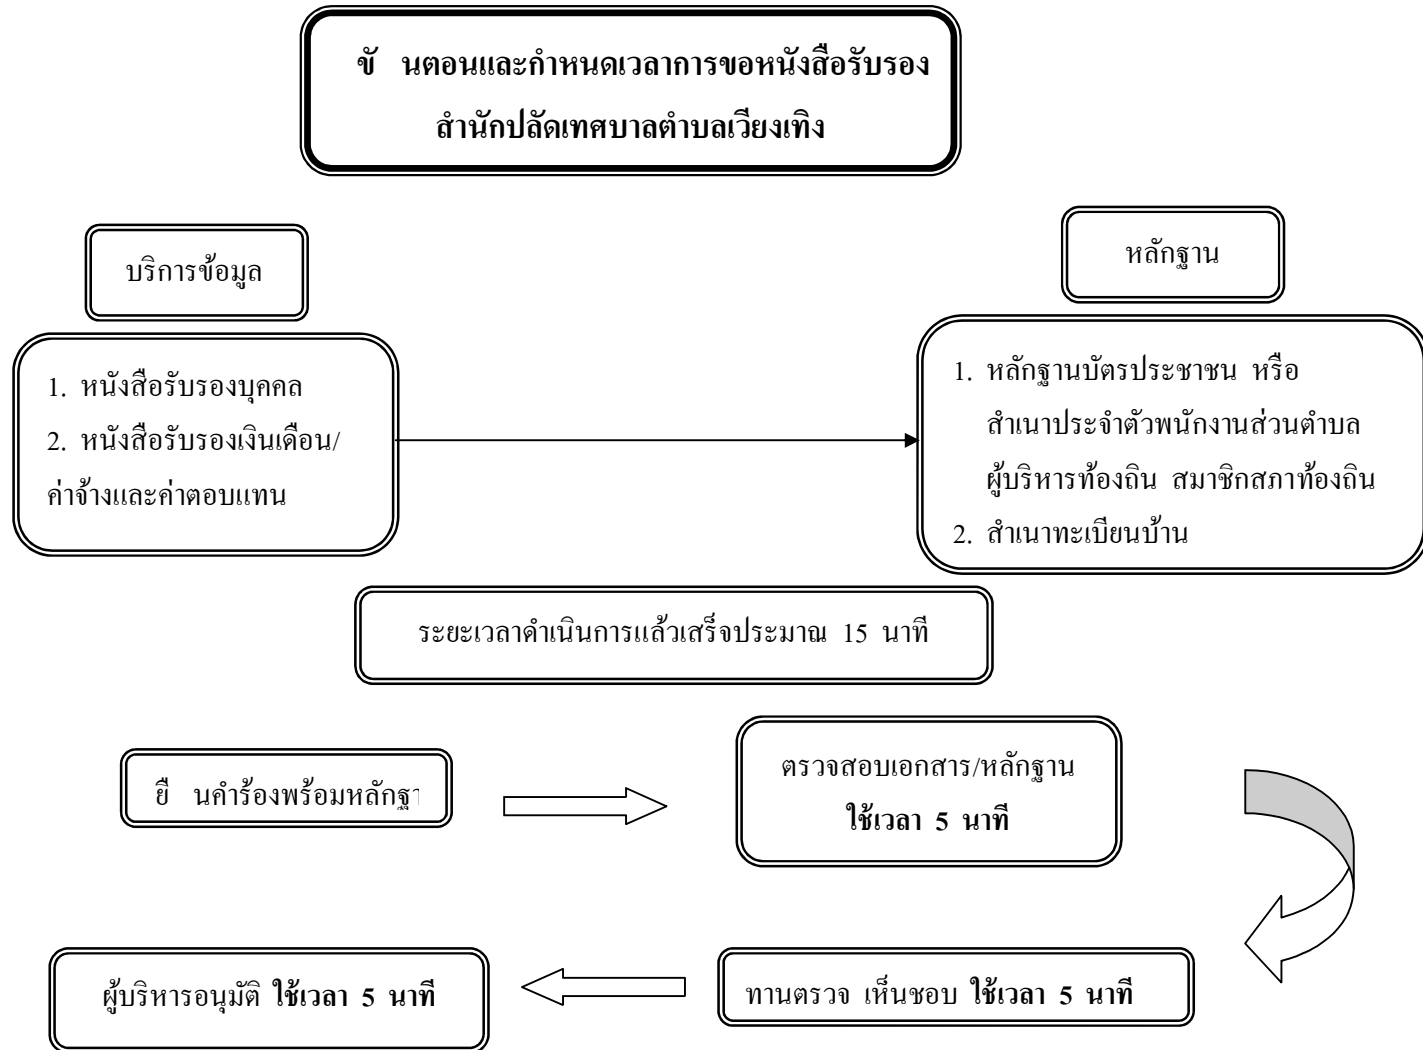 ขั นตอนและกำหนดเวลาการขอหนังสือรับรอง
สำนักปลัดเทศบาลตำบลเวียงเทิง
บริการข้อมูล
หลักฐาน
1. หนังสือรับรองบุคคล
2. หนังสือรับรองเงินเดือน/
ค่าจ้างและค่าตอบแทน
1. หลักฐานบัตรประชาชน หรือ
สำเนาประจำตัวพนักงานส่วนตำบล
ผู้บริหารท้องถิน สมาชิกสภาท้องถิน
2. สำเนาทะเบียนบ้าน
ระยะเวลาดำเนินการแล้วเสร็จประมาณ 15 นาที
ยื นคำร้องพร้อมหลักฐา
ตรวจสอบเอกสาร/หลักฐาน
ใช้เวลา 5 นาที
ทานตรวจ เห็นชอบ ใช้เวลา 5 นาที
ผู้บริหารอนุมัติ ใช้เวลา 5 นาที